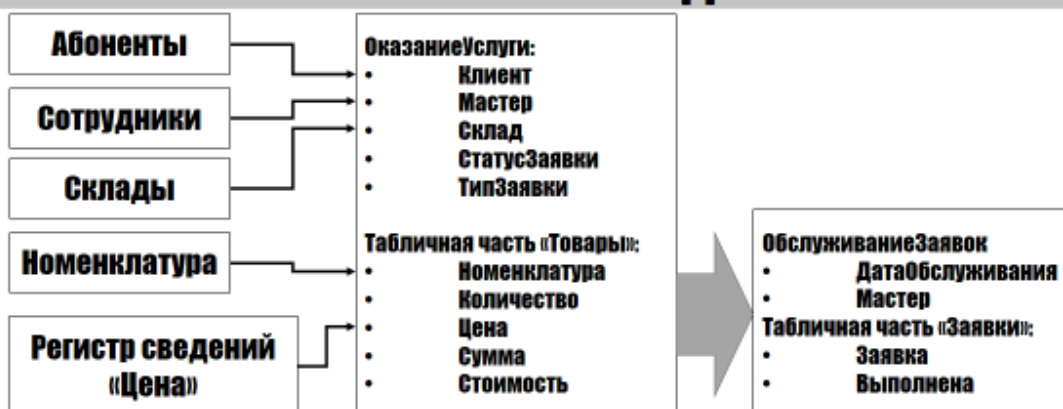 Абоненты
Сотрудники
Склады
Номенклатура
Регистр сведений
«Цена»
ОказаниеУслуги:
• Клиент
• Мастер
• Склад
• СтатусЗаявки
• ТипЗаявки
Табличная часть «Товары»:
• Номенклатура
• Количество
• Цена
• Сумма
• Стоимость
ОбслуживаниеЗаявок
• ДатаОбслуживания
• Мастер
Табличная часть «Заявки»:
• Заявка
• Выполнена